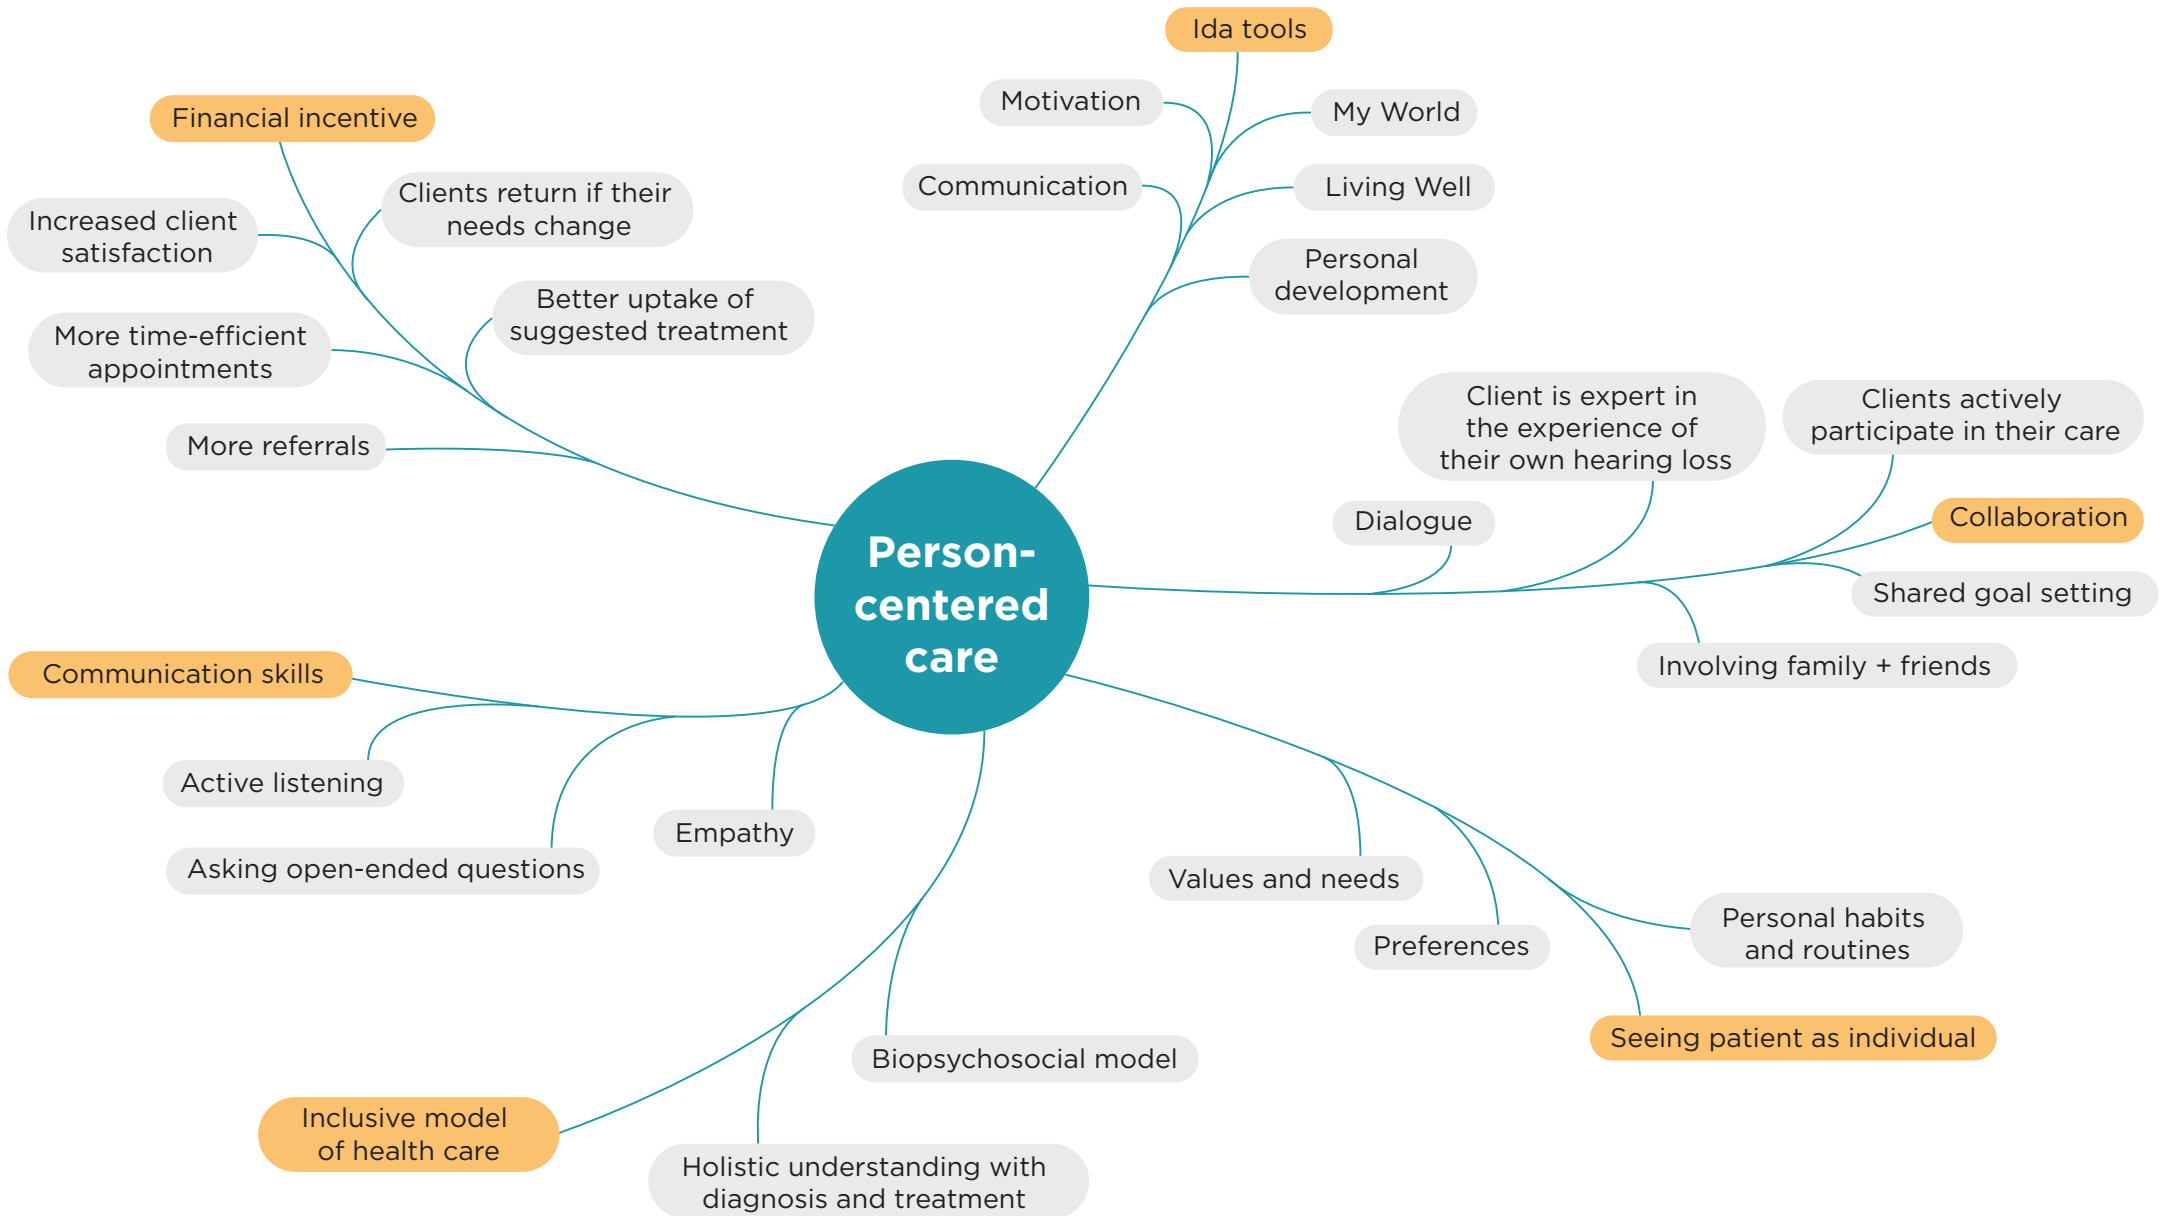 Ida tools
Motivation
My World
Communication
Living Well
Personal
development
Financial incentive
Clients return if their
needs change
Increased client
satisfaction
Better uptake of
suggested treatment
More time-efficient
appointments
More referrals
Person-
centered
care
Client is expert in
the experience of
their own hearing loss
Clients actively
participate in their care
Dialogue
Collaboration
Shared goal setting
Involving family + friends
Communication skills
Active listening
Asking open-ended questions
Empathy
Values and needs
Preferences
Personal habits
and routines
Seeing patient as individual
Biopsychosocial model
Inclusive model
of health care
Holistic understanding with
diagnosis and treatment